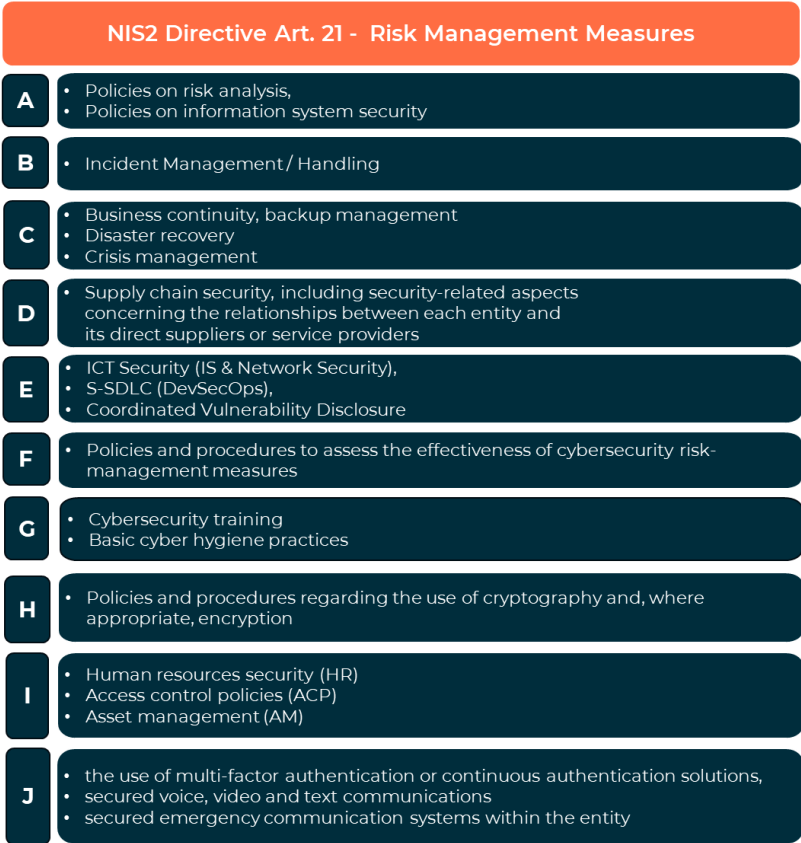 NIS2 Directive Art. 21 - Risk Management Measures
A
• Policies on risk analysis,
• Policies on information system security
B
• Incident Management / Handling
C
• Business continuity, backup management
• Disaster recovery
• Crisis management
D
• Supply chain security, including security-related aspects
concerning the relationships between each entity and
its direct suppliers or service providers
E
• ICT Security (IS & Network Security),
• S-SDLC (DevSecOps),
• Coordinated Vulnerability Disclosure
F
• Policies and procedures to assess the effectiveness of cybersecurity risk-
management measures
G
• Cybersecurity training
• Basic cyber hygiene practices
H
• Policies and procedures regarding the use of cryptography and, where
appropriate, encryption
I
• Human resources security (HR)
• Access control policies (ACP)
• Asset management (AM)
J
• the use of multi-factor authentication or continuous authentication solutions,
• secured voice, video and text communications
• secured emergency communication systems within the entity